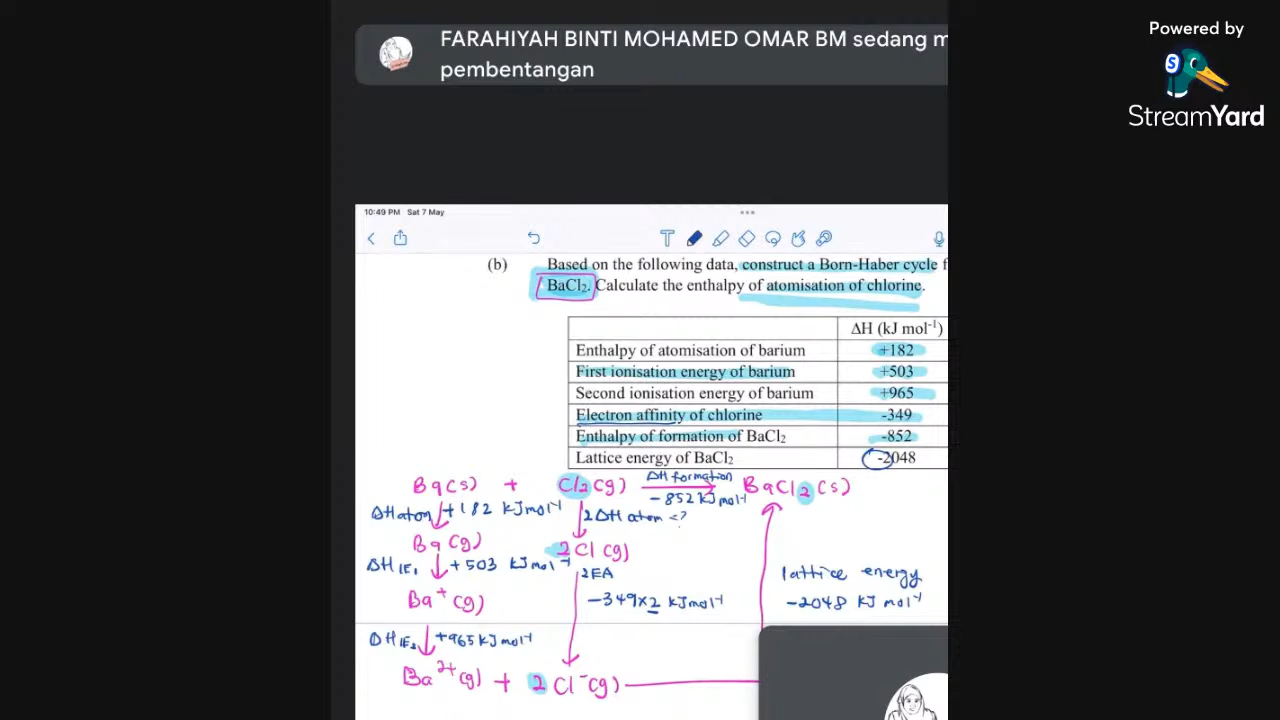 Powered by
StreamYard
FARAHIYAH BINTI MOHAMED OMAR BM sedang m
pembentangan
10:49 PM Sat 7 May
(b) Based on the following data, construct a Born-Haber cycle f
BaCl₂. Calculate the enthalpy of atomisation of chlorine.
ΔH (kJ mol⁻¹)
Enthalpy of atomisation of barium +182
First ionisation energy of barium +503
Second ionisation energy of barium +965
Electron affinity of chlorine -349
Enthalpy of formation of BaCl₂ -852
Lattice energy of BaCl₂ -2048
Ba(s) + Cl₂(g) ΔH formation BaCl₂(s)
-852 kJ mol⁻¹
ΔH atom +182 KJ mol⁻¹ 2 ΔH atom = ?
Ba(g) 2Cl(g)
ΔH IE₁ +503 KJ mol⁻¹ 2EA lattice energy
Ba⁺(g) -349×2 KJ mol⁻¹ -2048 KJ mol⁻¹
ΔH IE₂ +965 KJ mol⁻¹
Ba²⁺(g) + 2Cl⁻(g)